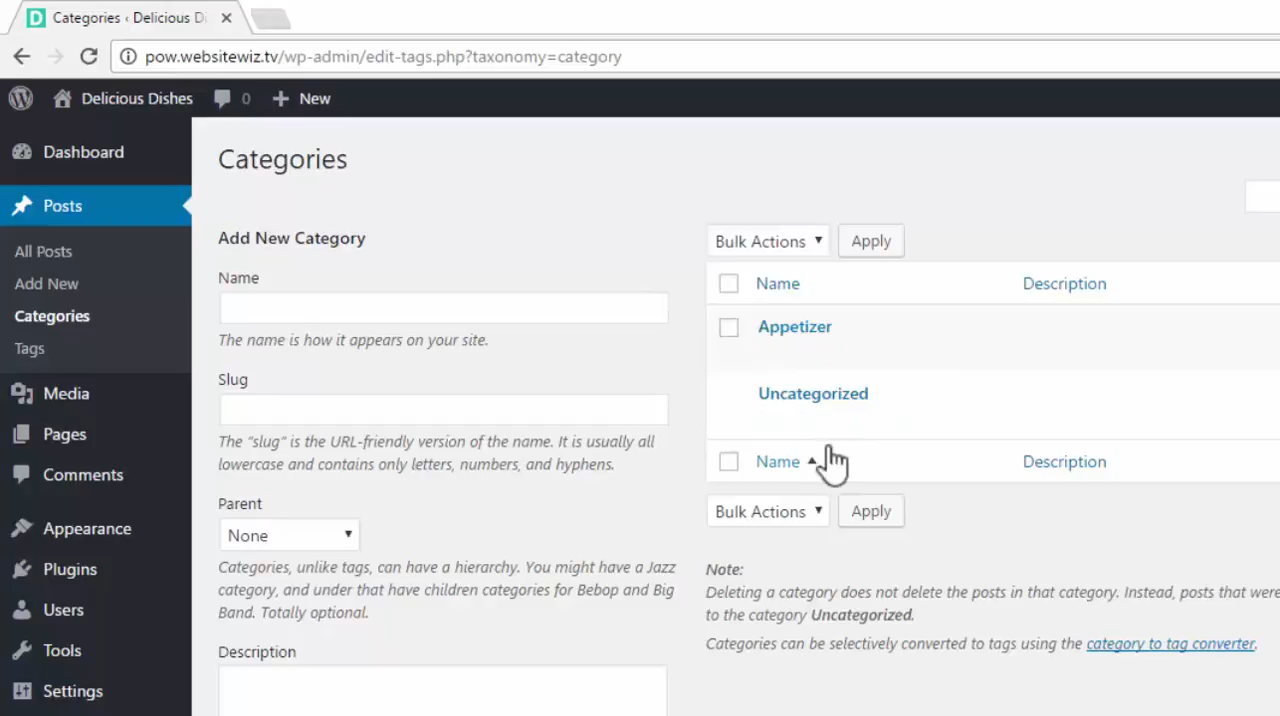 Categories ‹ Delicious Di
pow.websitewiz.tv/wp-admin/edit-tags.php?taxonomy=category
Delicious Dishes 0 New
Dashboard
Posts
All Posts
Add New
Categories
Tags
Media
Pages
Comments
Appearance
Plugins
Users
Tools
Settings
Categories
Add New Category
Name
The name is how it appears on your site.
Slug
The "slug" is the URL-friendly version of the name. It is usually all
lowercase and contains only letters, numbers, and hyphens.
Parent
None
Categories, unlike tags, can have a hierarchy. You might have a Jazz
category, and under that have children categories for Bebop and Big
Band. Totally optional.
Description
Bulk Actions Apply
Name Description
Appetizer
Uncategorized
Name Description
Bulk Actions Apply
Note:
Deleting a category does not delete the posts in that category. Instead, posts that were
to the category Uncategorized.
Categories can be selectively converted to tags using the category to tag converter.